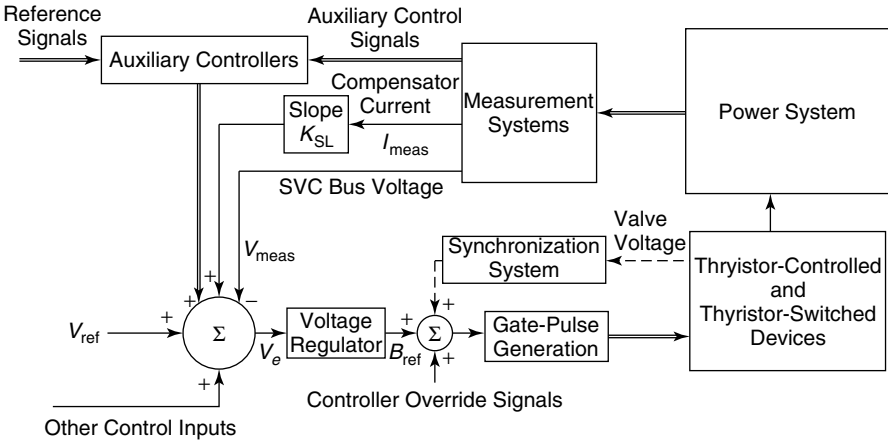 Reference
Signals
Auxiliary Controllers
Auxiliary Control
Signals
Compensator
Current
Slope
K_SL
I_meas
Measurement
Systems
Power System
SVC Bus Voltage
V_meas
Synchronization
System
Valve
Voltage
Thryistor-Controlled
and
Thyristor-Switched
Devices
V_ref
+
+
+
−
+
Σ
V_e
Voltage
Regulator
B_ref
+
+
+
Σ
Gate-Pulse
Generation
Controller Override Signals
Other Control Inputs